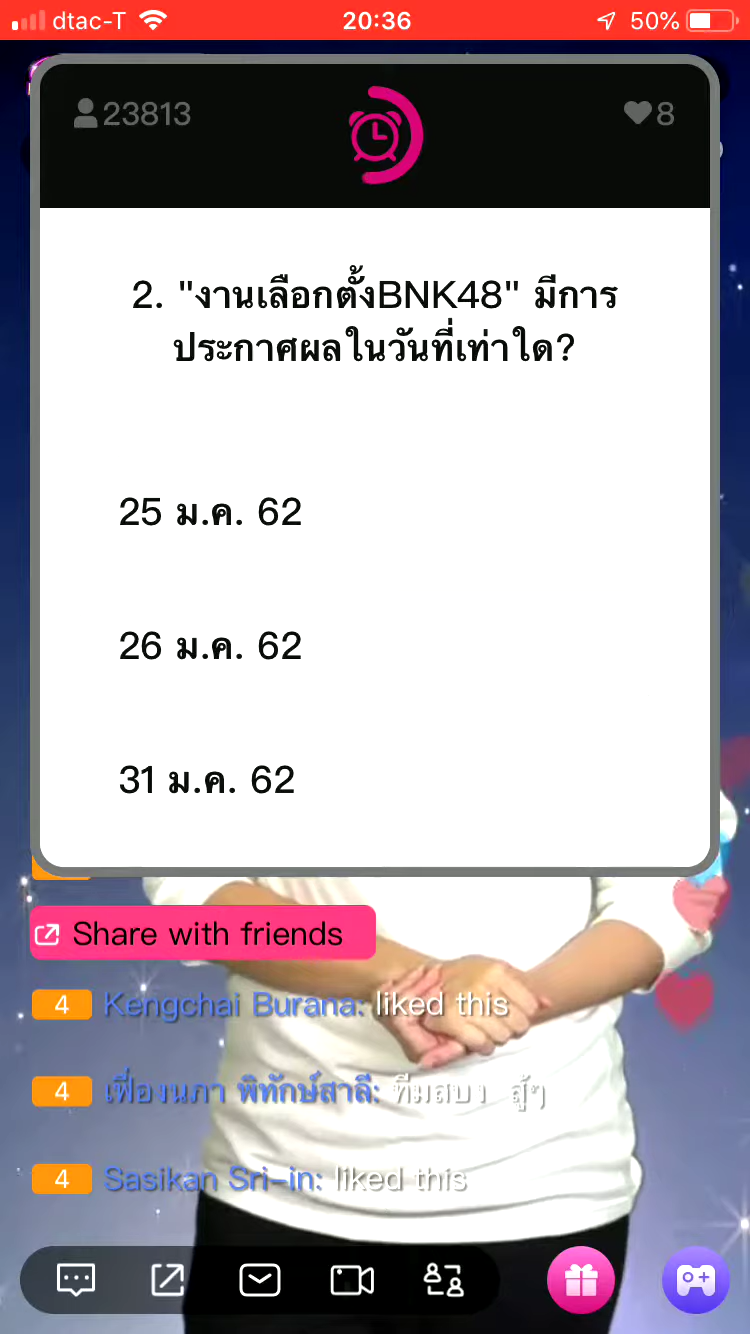 dtac-T 20:36 50%
23813 8
2. "งานเลือกตั้งBNK48" มีการ
ประกาศผลในวันที่เท่าใด?
25 ม.ค. 62
26 ม.ค. 62
31 ม.ค. 62
Share with friends
4 Kengchai Burana: liked this
4 เฟื่องนภา พิทักษ์สาลี: ทีมสบง สู้ๆ
4 Sasikan Sri-in: liked this